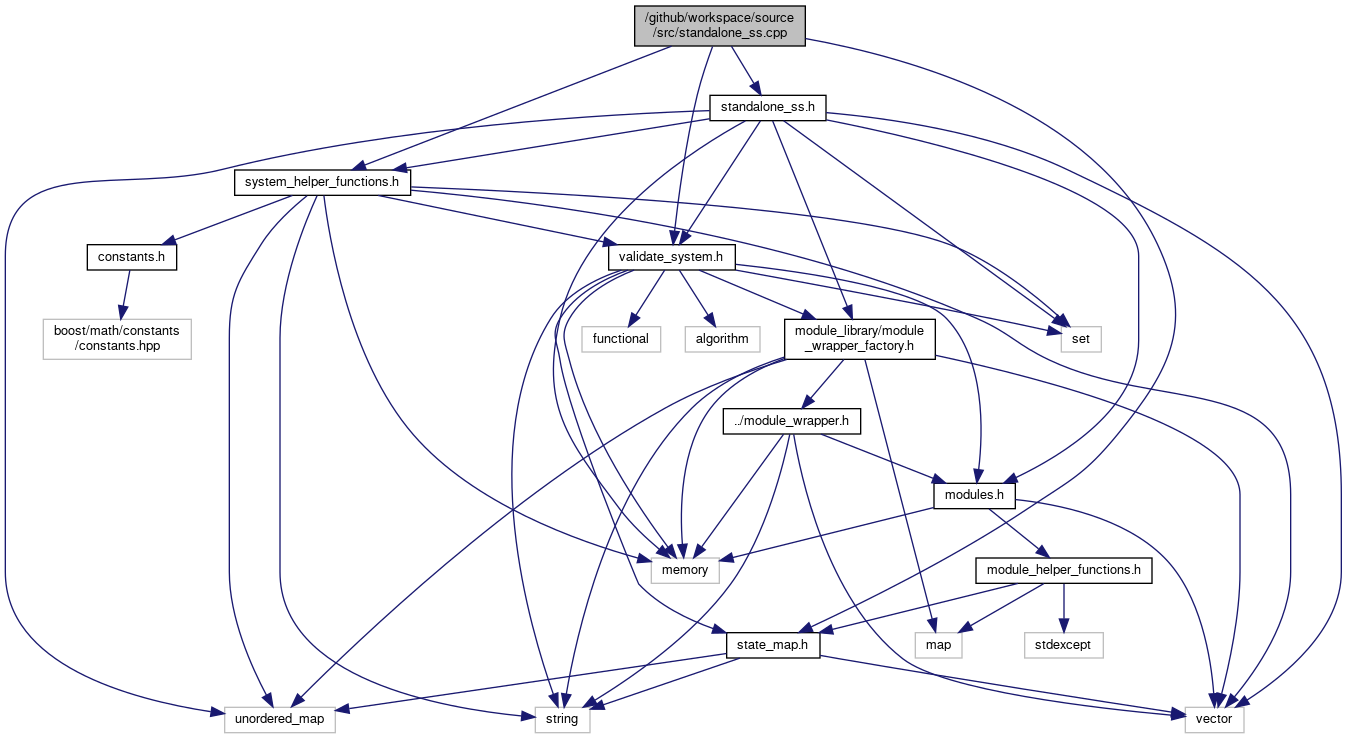 /github/workspace/source
/src/standalone_ss.cpp
standalone_ss.h
system_helper_functions.h
constants.h
validate_system.h
boost/math/constants
/constants.hpp
functional
algorithm
module_library/module
_wrapper_factory.h
set
../module_wrapper.h
modules.h
memory
module_helper_functions.h
state_map.h
map
stdexcept
unordered_map
string
vector